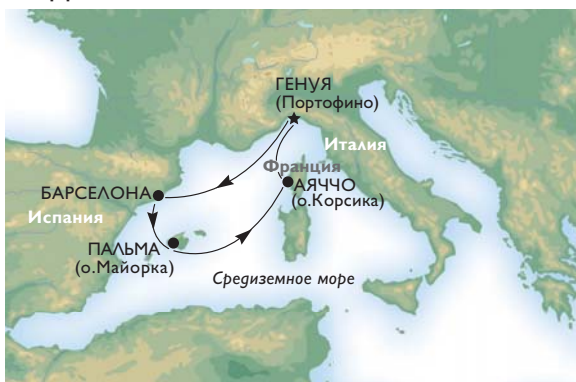 ГЕНУЯ
(Портофино)
Италия
Франция
АЯЧЧО
(о.Корсика)
БАРСЕЛОНА
Испания
ПАЛЬМА
(о.Майорка)
Средиземное море